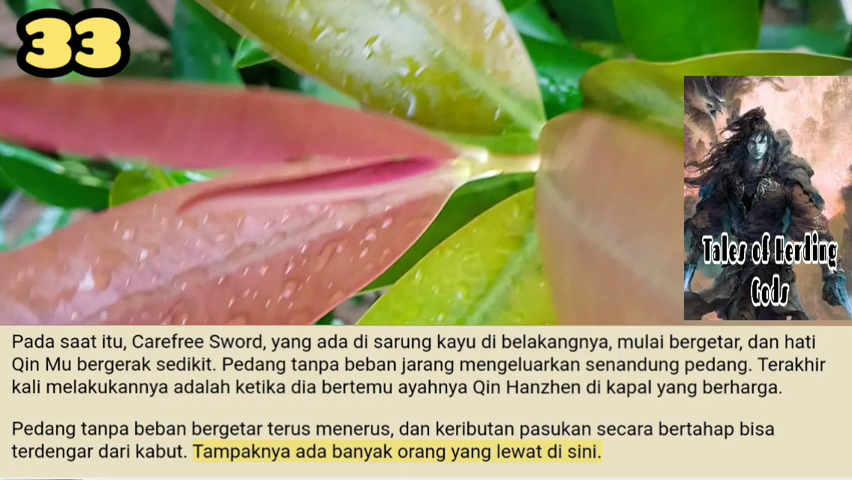 33
Tales of Herding
Gods
Pada saat itu, Carefree Sword, yang ada di sarung kayu di belakangnya, mulai bergetar, dan hati
Qin Mu bergerak sedikit. Pedang tanpa beban jarang mengeluarkan senandung pedang. Terakhir
kali melakukannya adalah ketika dia bertemu ayahnya Qin Hanzhen di kapal yang berharga.
Pedang tanpa beban bergetar terus menerus, dan keributan pasukan secara bertahap bisa
terdengar dari kabut. Tampaknya ada banyak orang yang lewat di sini.